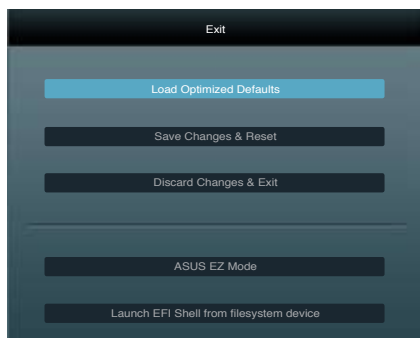 Exit
Load Optimized Defaults
Save Changes & Reset
Discard Changes & Exit
ASUS EZ Mode
Launch EFI Shell from filesystem device